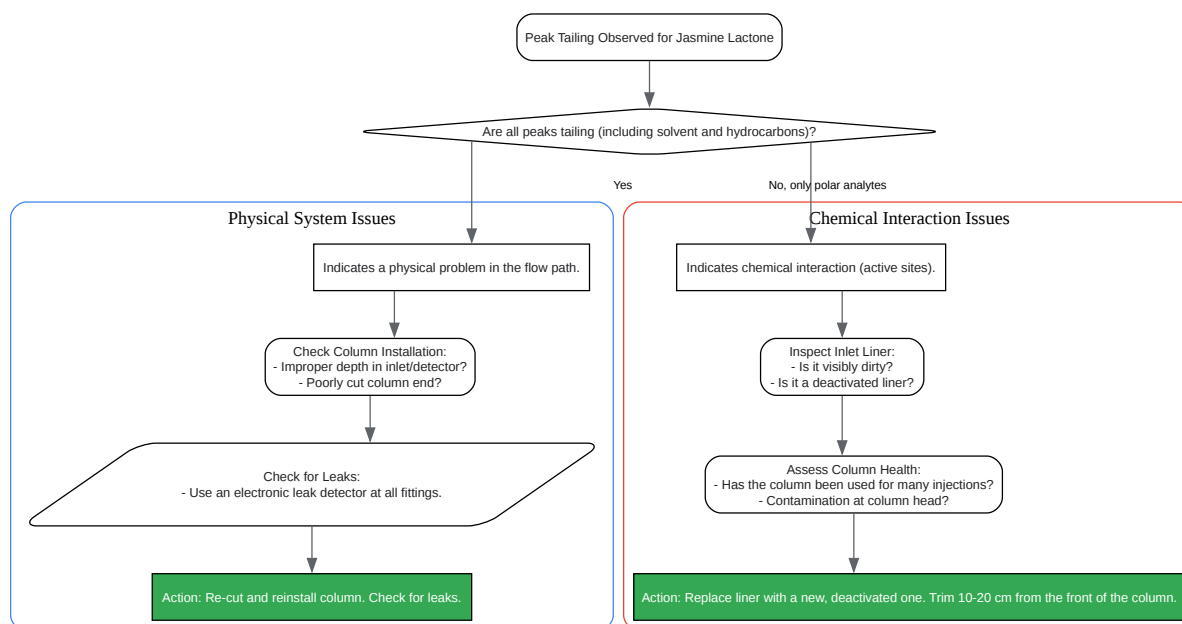 Peak Tailing Observed for Jasmine Lactone
Are all peaks tailing (including solvent and hydrocarbons)?
Yes
No, only polar analytes
Physical System Issues
Indicates a physical problem in the flow path.
Check Column Installation:
- Improper depth in inlet/detector?
- Poorly cut column end?
Check for Leaks:
- Use an electronic leak detector at all fittings.
Action: Re-cut and reinstall column. Check for leaks.
Chemical Interaction Issues
Indicates chemical interaction (active sites).
Inspect Inlet Liner:
- Is it visibly dirty?
- Is it a deactivated liner?
Assess Column Health:
- Has the column been used for many injections?
- Contamination at column head?
Action: Replace liner with a new, deactivated one. Trim 10-20 cm from the front of the column.